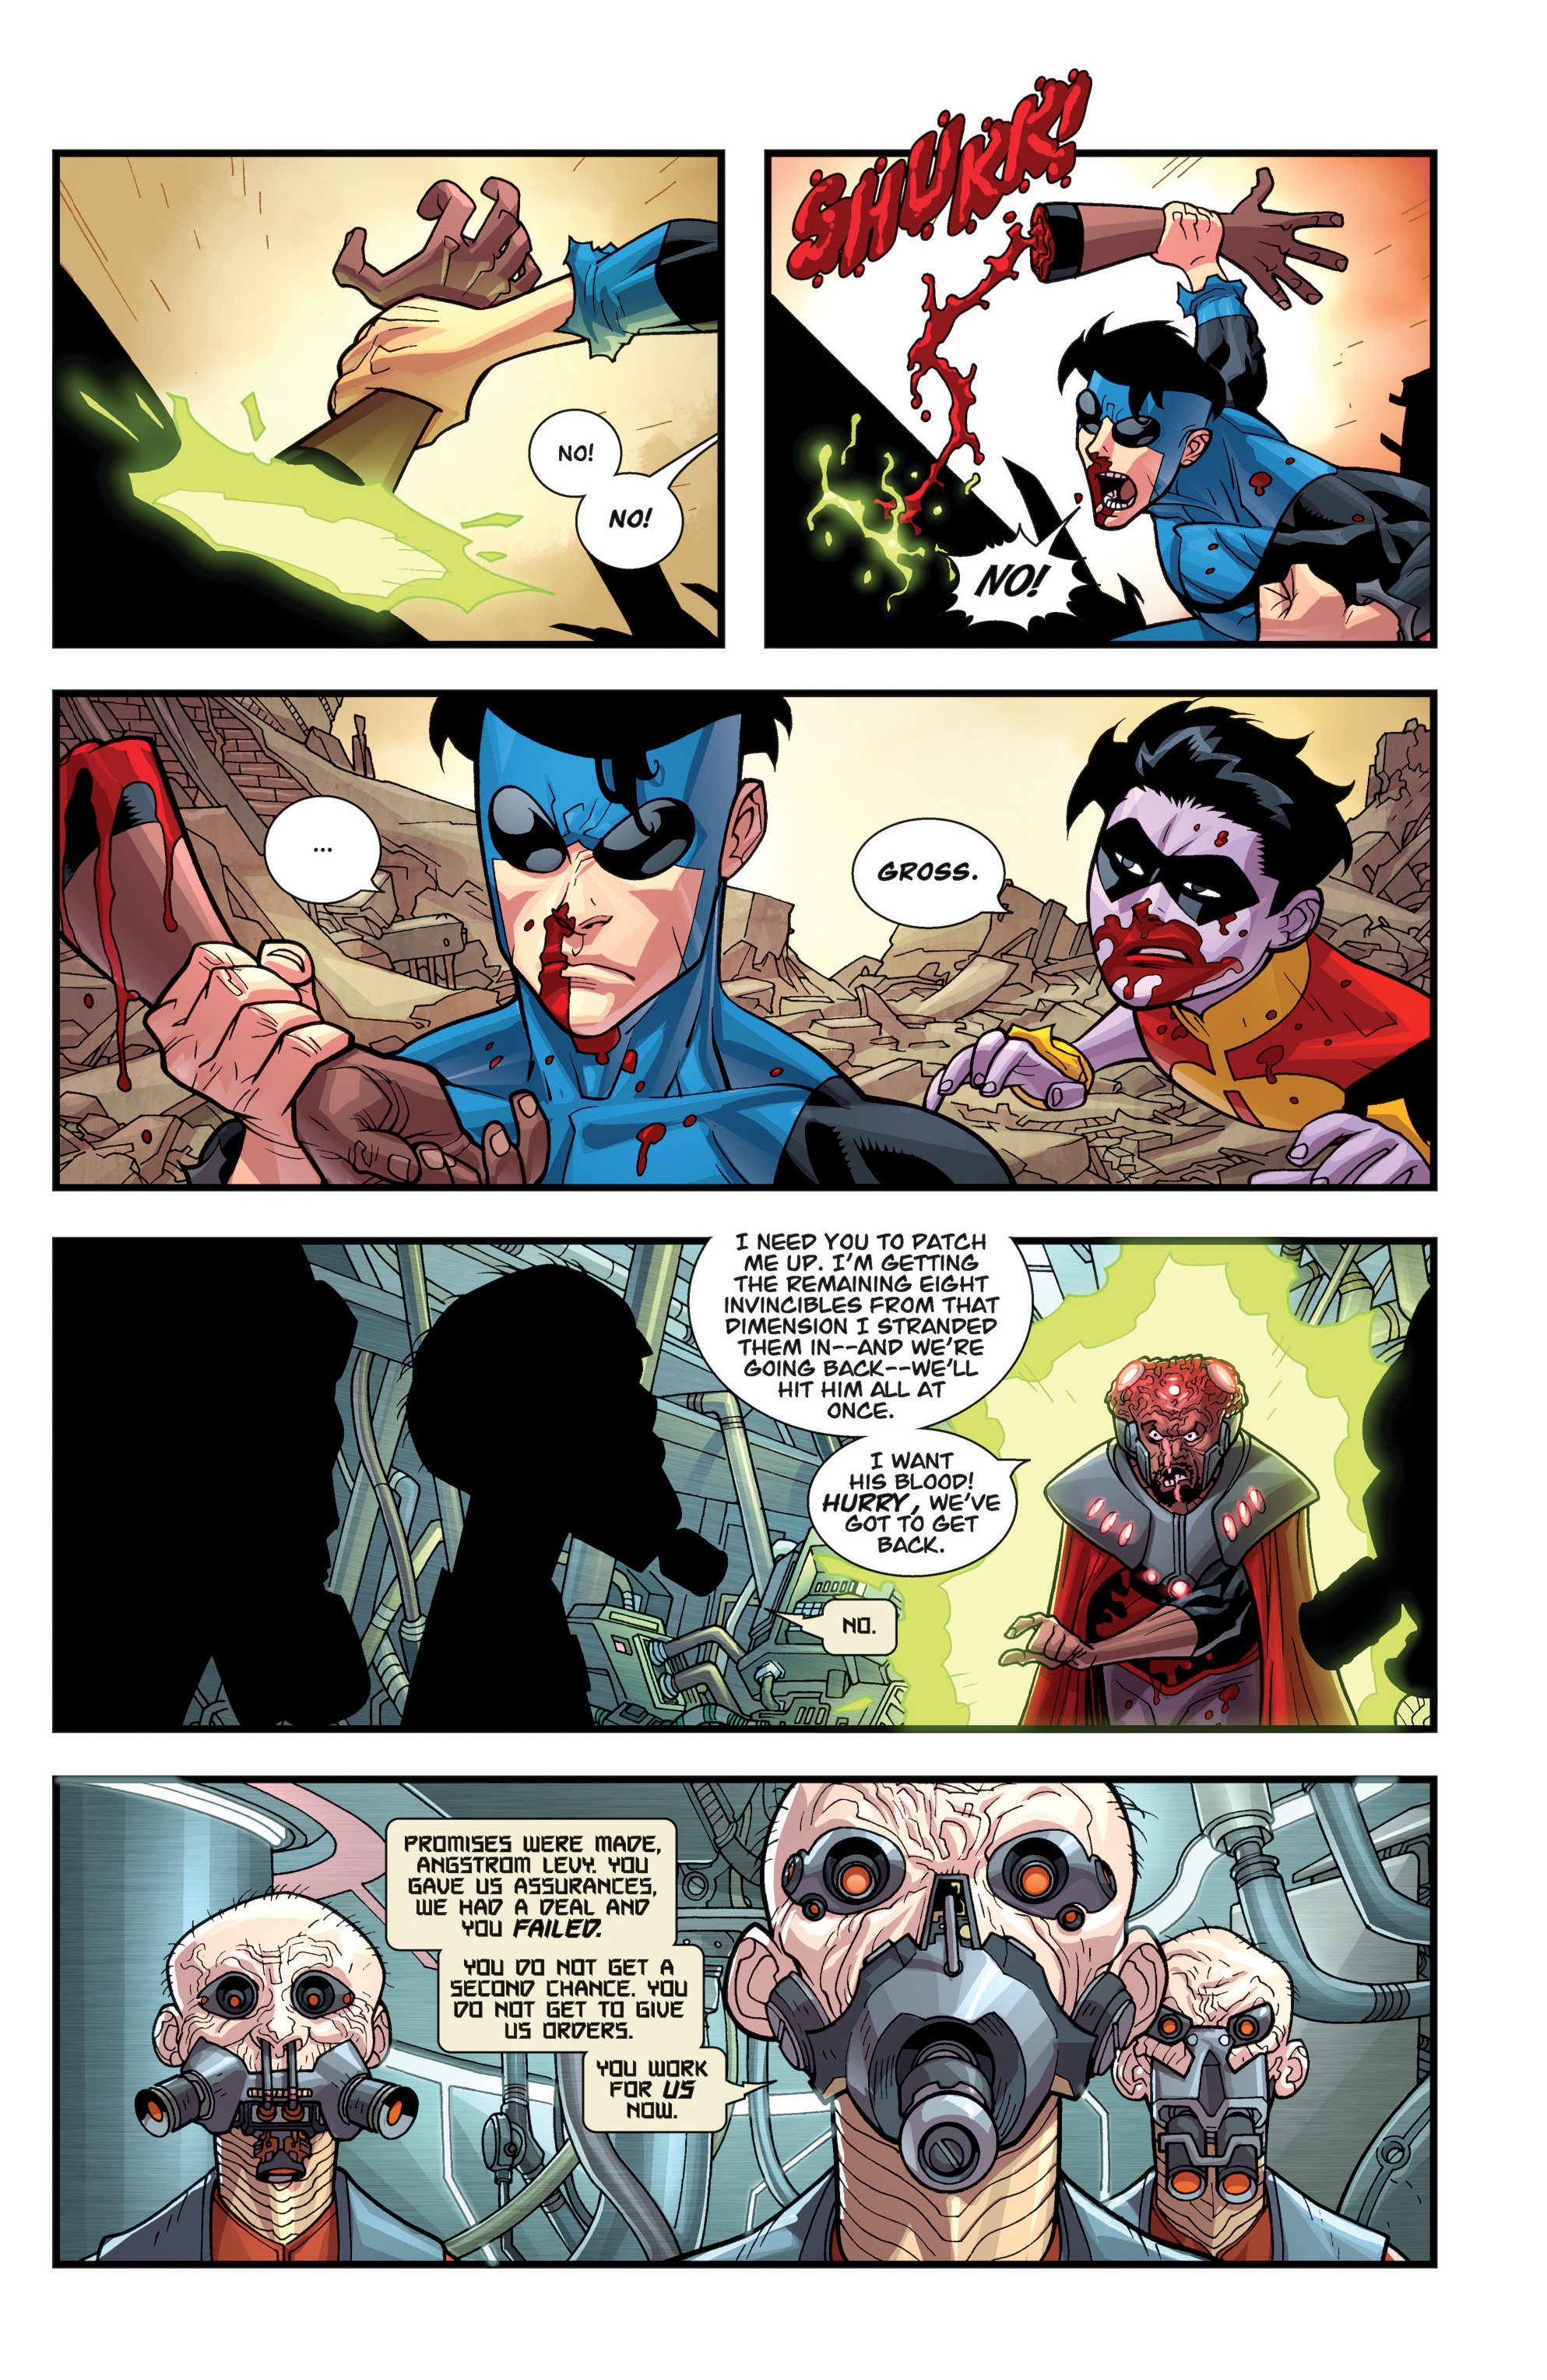 NO!
NO!
SHUKK!
NO!
...
GROSS.
I NEED YOU TO PATCH
ME UP. I'M GETTING
THE REMAINING EIGHT
INVINCIBLES FROM THAT
DIMENSION I STRANDED
THEM IN--AND WE'RE
GOING BACK--WE'LL
HIT HIM ALL AT
ONCE.
I WANT
HIS BLOOD!
HURRY, WE'VE
GOT TO GET
BACK.
NO.
PROMISES WERE MADE,
ANGSTROM LEVY. YOU
GAVE US ASSURANCES,
WE HAD A DEAL AND
YOU FAILED.
YOU DO NOT GET A
SECOND CHANCE. YOU
DO NOT GET TO GIVE
US ORDERS.
YOU WORK
FOR US
NOW.